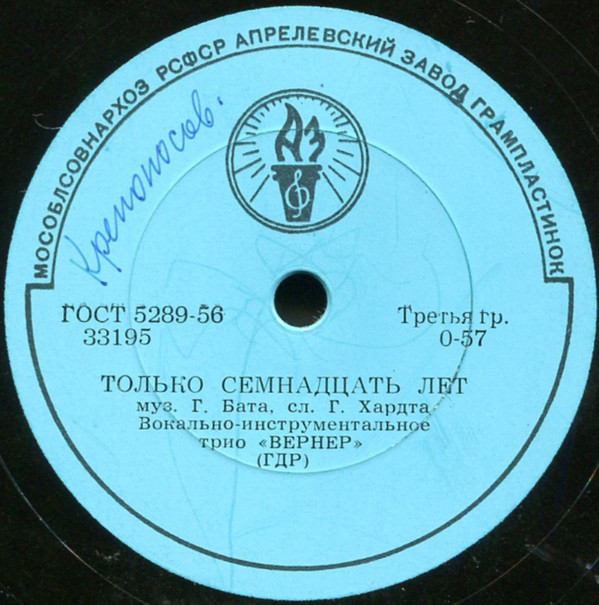 МОСОБЛСОВНАРХОЗ РСФСР АПРЕЛЕВСКИЙ ЗАВОД ГРАМПЛАСТИНОК
Крепоносов.
АЗ
ГОСТ 5289-56
33195
Третья гр.
0-57
ТОЛЬКО СЕМНАДЦАТЬ ЛЕТ
муз. Г. Бата, сл. Г. Хардта
Вокально-инструментальное
трио «ВЕРНЕР»
(ГДР)